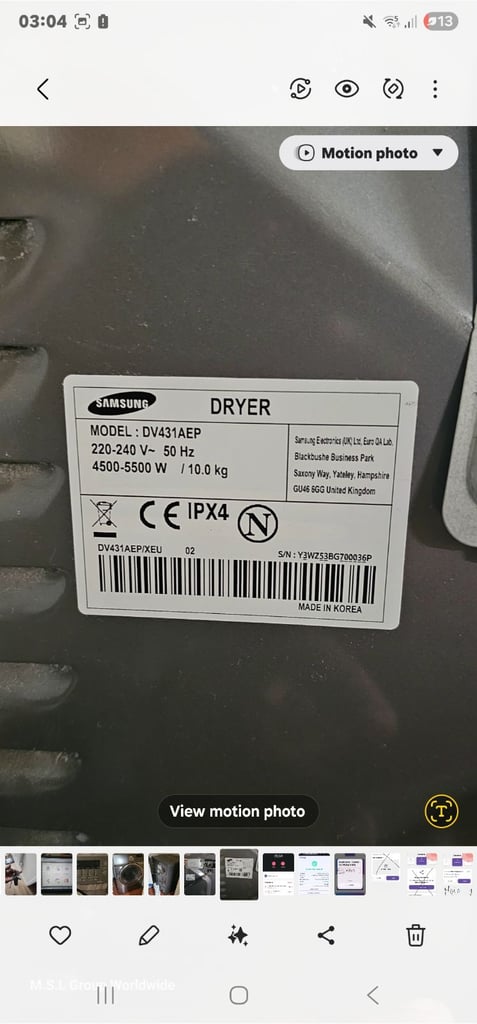 03:04
13
Motion photo
SAMSUNG
DRYER
MODEL : DV431AEP
220-240 V~ 50 Hz
4500-5500 W / 10.0 kg
Samsung Electronics (UK) Ltd, Euro QA Lab.
Blackbushe Business Park
Saxony Way, Yateley, Hampshire
GU46 6GG United Kingdom
CE IPX4 N
DV431AEP/XEU 02
S/N : Y3WZ53BG700036P
MADE IN KOREA
View motion photo
T
M.S.I. Group Worldwide